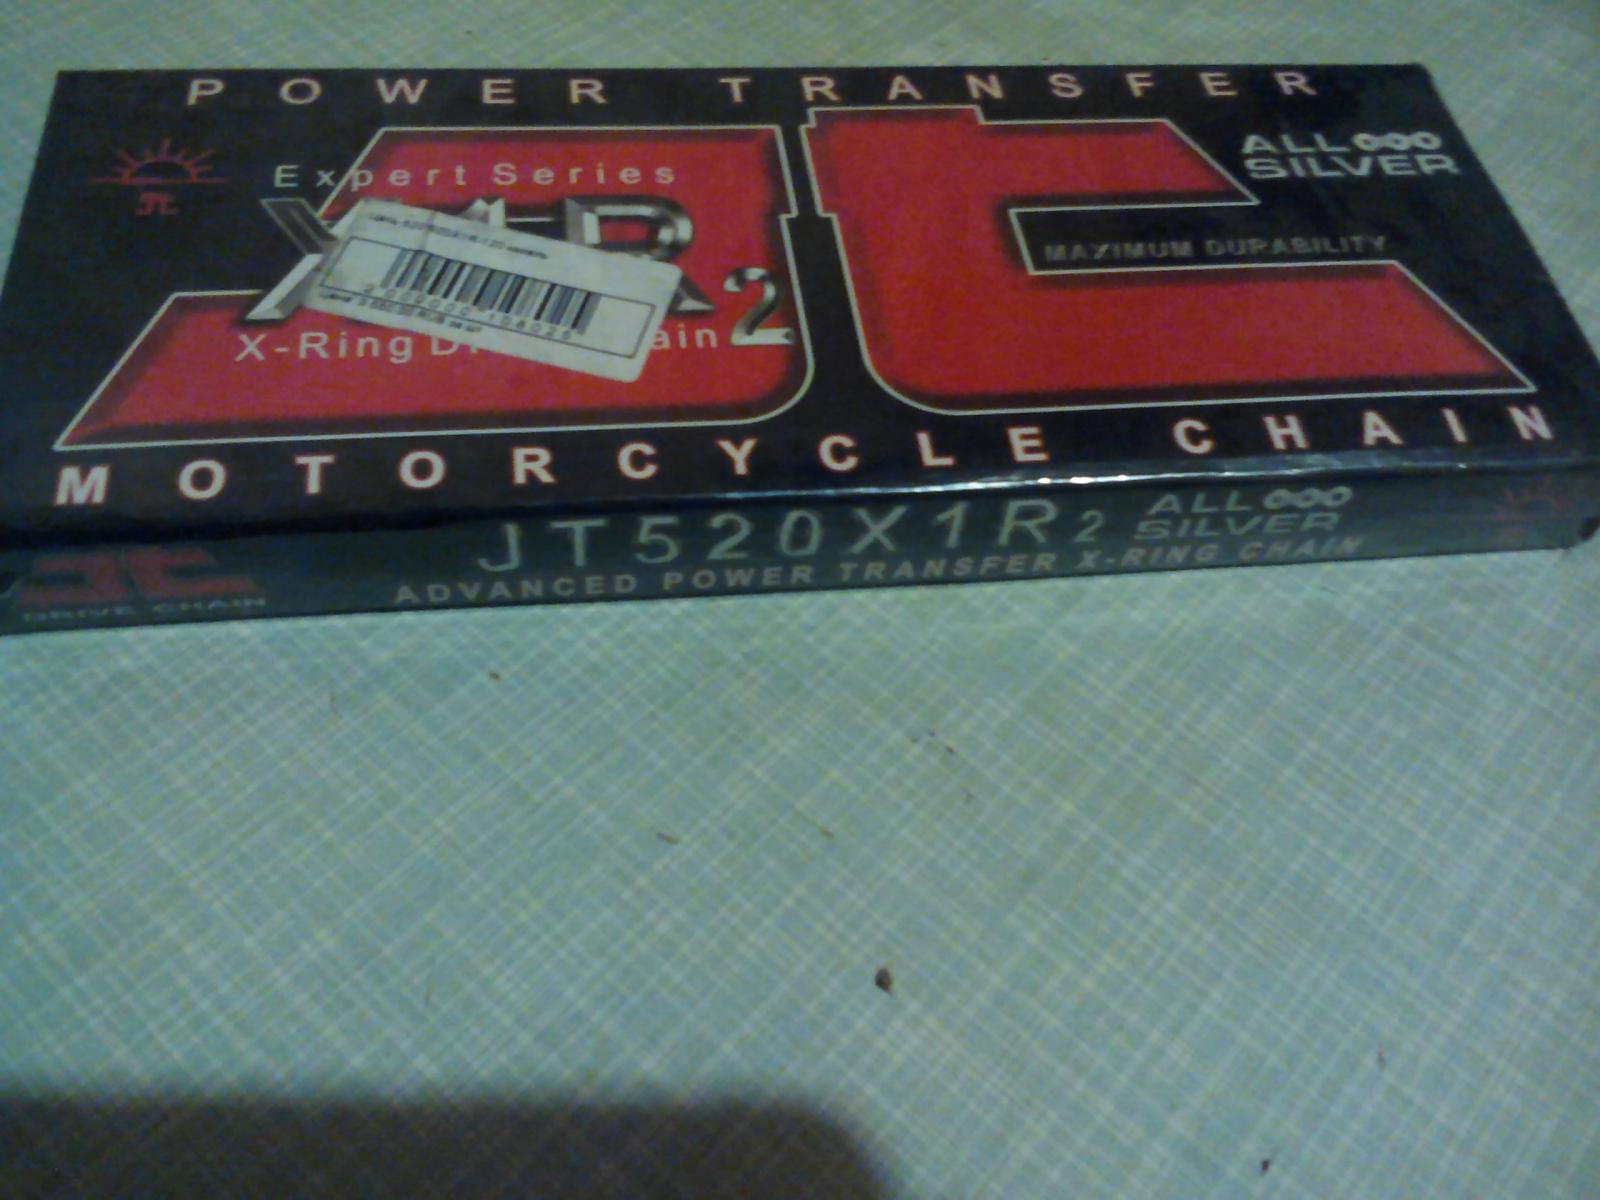 POWER TRANSFER
ALL
SILVER
Expert Series
MAXIMUM DURABILITY
2
X-Ring
MOTORCYCLE CHAIN
JT520X1R2
ALL
SILVER
ADVANCED POWER TRANSFER X-RING CHAIN
DRIVE CHAIN